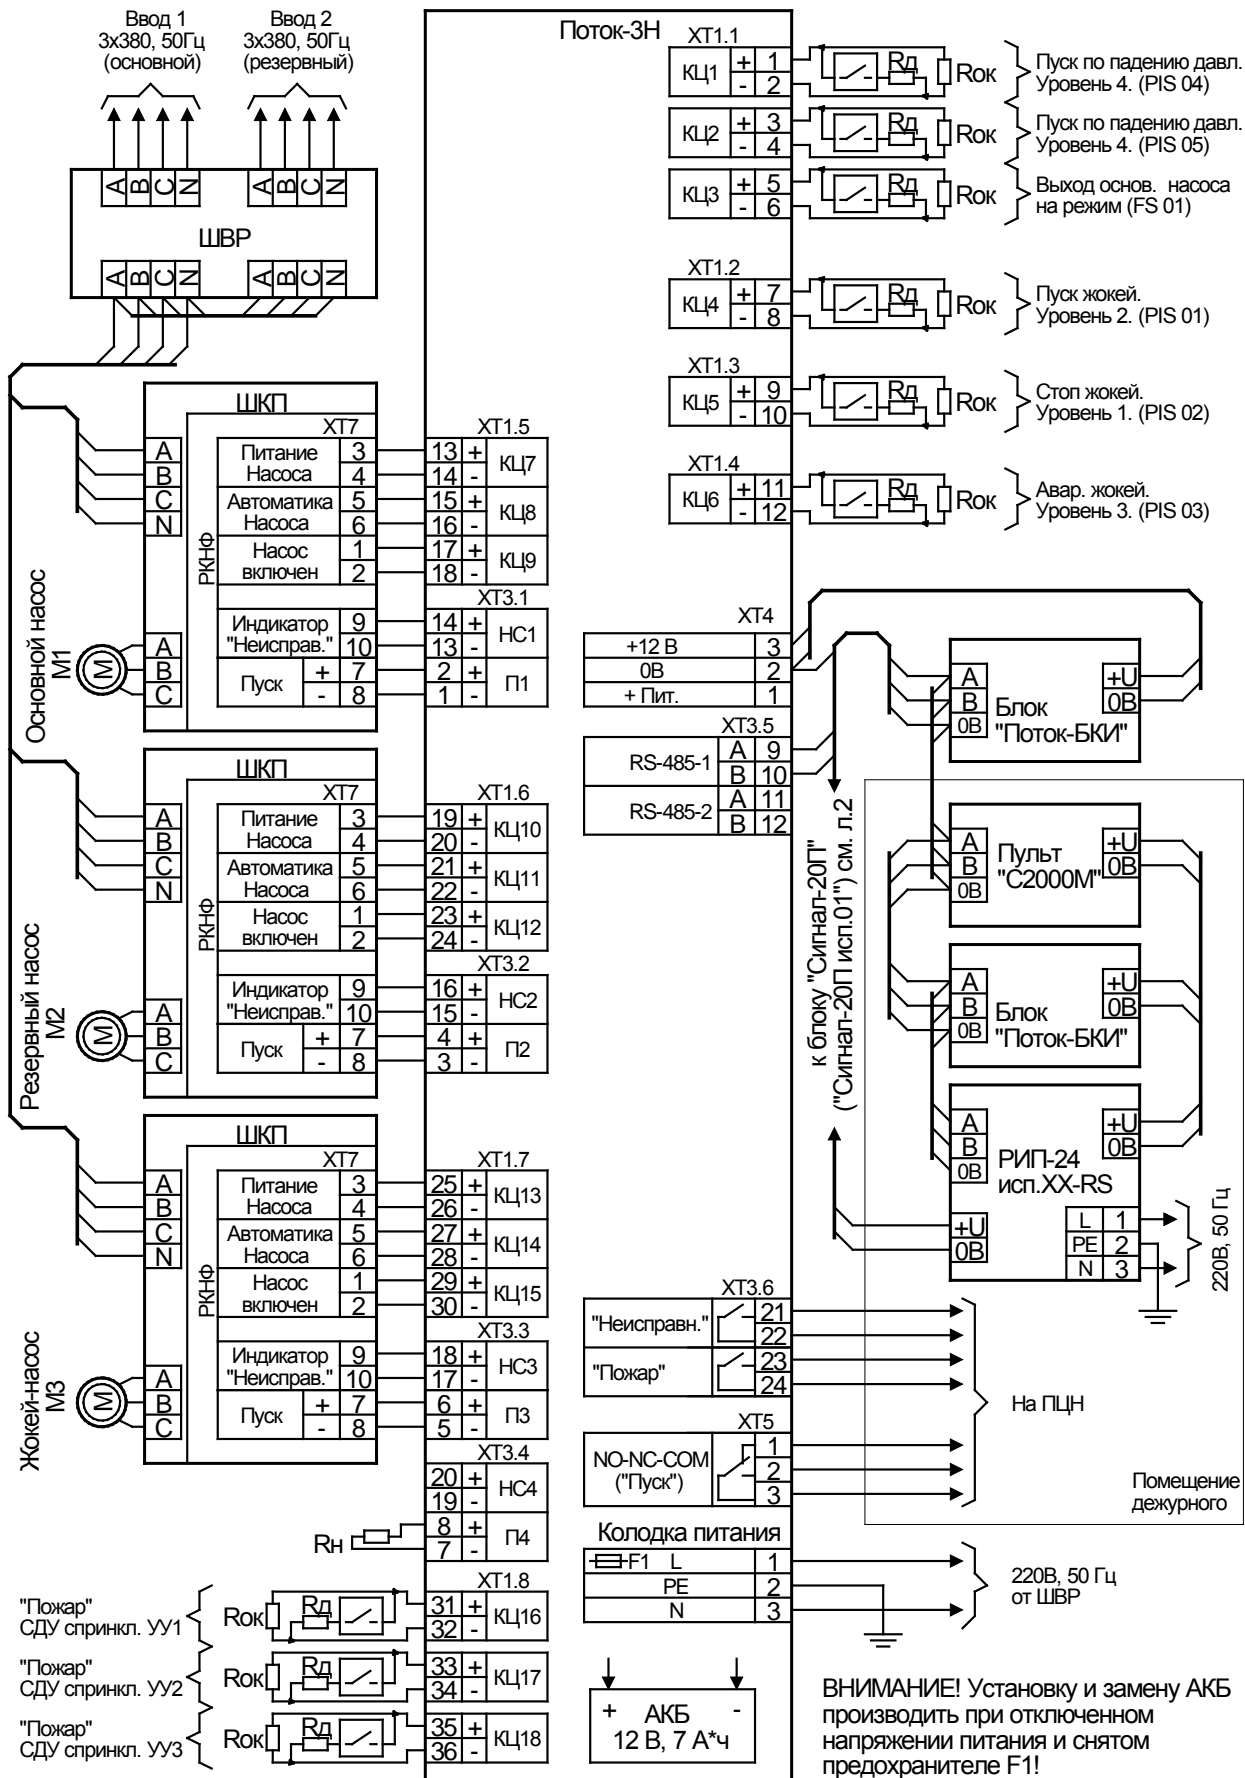 Ввод 1
3х380, 50Гц
(основной)
Ввод 2
3х380, 50Гц
(резервный)
A B C N A B C N
ШВР
A B C N A B C N
Поток-3Н
XT1.1
КЦ1 + 1
- 2
Rд Rок
Пуск по падению давл.
Уровень 4. (PIS 04)
КЦ2 + 3
- 4
Rд Rок
Пуск по падению давл.
Уровень 4. (PIS 05)
КЦ3 + 5
- 6
Rд Rок
Выход основ. насоса
на режим (FS 01)
XT1.2
КЦ4 + 7
- 8
Rд Rок
Пуск жокей.
Уровень 2. (PIS 01)
XT1.3
КЦ5 + 9
- 10
Rд Rок
Стоп жокей.
Уровень 1. (PIS 02)
XT1.4
КЦ6 + 11
- 12
Rд Rок
Авар. жокей.
Уровень 3. (PIS 03)
Основной насос
М1
М
A
B
C
N
A
B
C
ШКП
РКНФ
XT7
Питание 3
Насоса 4
Автоматика 5
Насоса 6
Насос 1
включен 2
Индикатор 9
"Неисправ." 10
Пуск + 7
- 8
XT1.5
13 + КЦ7
14 -
15 + КЦ8
16 -
17 + КЦ9
18 -
XT3.1
14 + НС1
13 -
2 + П1
1 -
Резервный насос
М2
М
A
B
C
N
A
B
C
ШКП
РКНФ
XT7
Питание 3
Насоса 4
Автоматика 5
Насоса 6
Насос 1
включен 2
Индикатор 9
"Неисправ." 10
Пуск + 7
- 8
XT1.6
19 + КЦ10
20 -
21 + КЦ11
22 -
23 + КЦ12
24 -
XT3.2
16 + НС2
15 -
4 + П2
3 -
Жокей-насос
М3
М
A
B
C
N
A
B
C
ШКП
РКНФ
XT7
Питание 3
Насоса 4
Автоматика 5
Насоса 6
Насос 1
включен 2
Индикатор 9
"Неисправ." 10
Пуск + 7
- 8
XT1.7
25 + КЦ13
26 -
27 + КЦ14
28 -
29 + КЦ15
30 -
XT3.3
18 + НС3
17 -
6 + П3
5 -
XT3.4
20 + НС4
19 -
Rн
8 + П4
7 -
XT1.8
"Пожар"
СДУ спринкл. УУ1
Rок Rд
31 + КЦ16
32 -
"Пожар"
СДУ спринкл. УУ2
Rок Rд
33 + КЦ17
34 -
"Пожар"
СДУ спринкл. УУ3
Rок Rд
35 + КЦ18
36 -
XT4
+12 В 3
0В 2
+ Пит. 1
XT3.5
RS-485-1 A 9
B 10
RS-485-2 A 11
B 12
к блоку "Сигнал-20П"
("Сигнал-20П исп.01") см. л.2
A
B
0В
Блок
"Поток-БКИ"
+U
0В
A
B
0В
Пульт
"С2000М"
+U
0В
A
B
0В
Блок
"Поток-БКИ"
+U
0В
A
B
0В
РИП-24
исп.XX-RS
+U
0В
+U
0В
L 1
PE 2
N 3
220В, 50 Гц
XT3.6
"Неисправн." 21
22
"Пожар" 23
24
XT5
NO-NC-COM
("Пуск")
1
2
3
На ПЦН
Помещение
дежурного
Колодка питания
F1 L 1
PE 2
N 3
220В, 50 Гц
от ШВР
+ АКБ -
12 В, 7 А*ч
ВНИМАНИЕ! Установку и замену АКБ
производить при отключенном
напряжении питания и снятом
предохранителе F1!